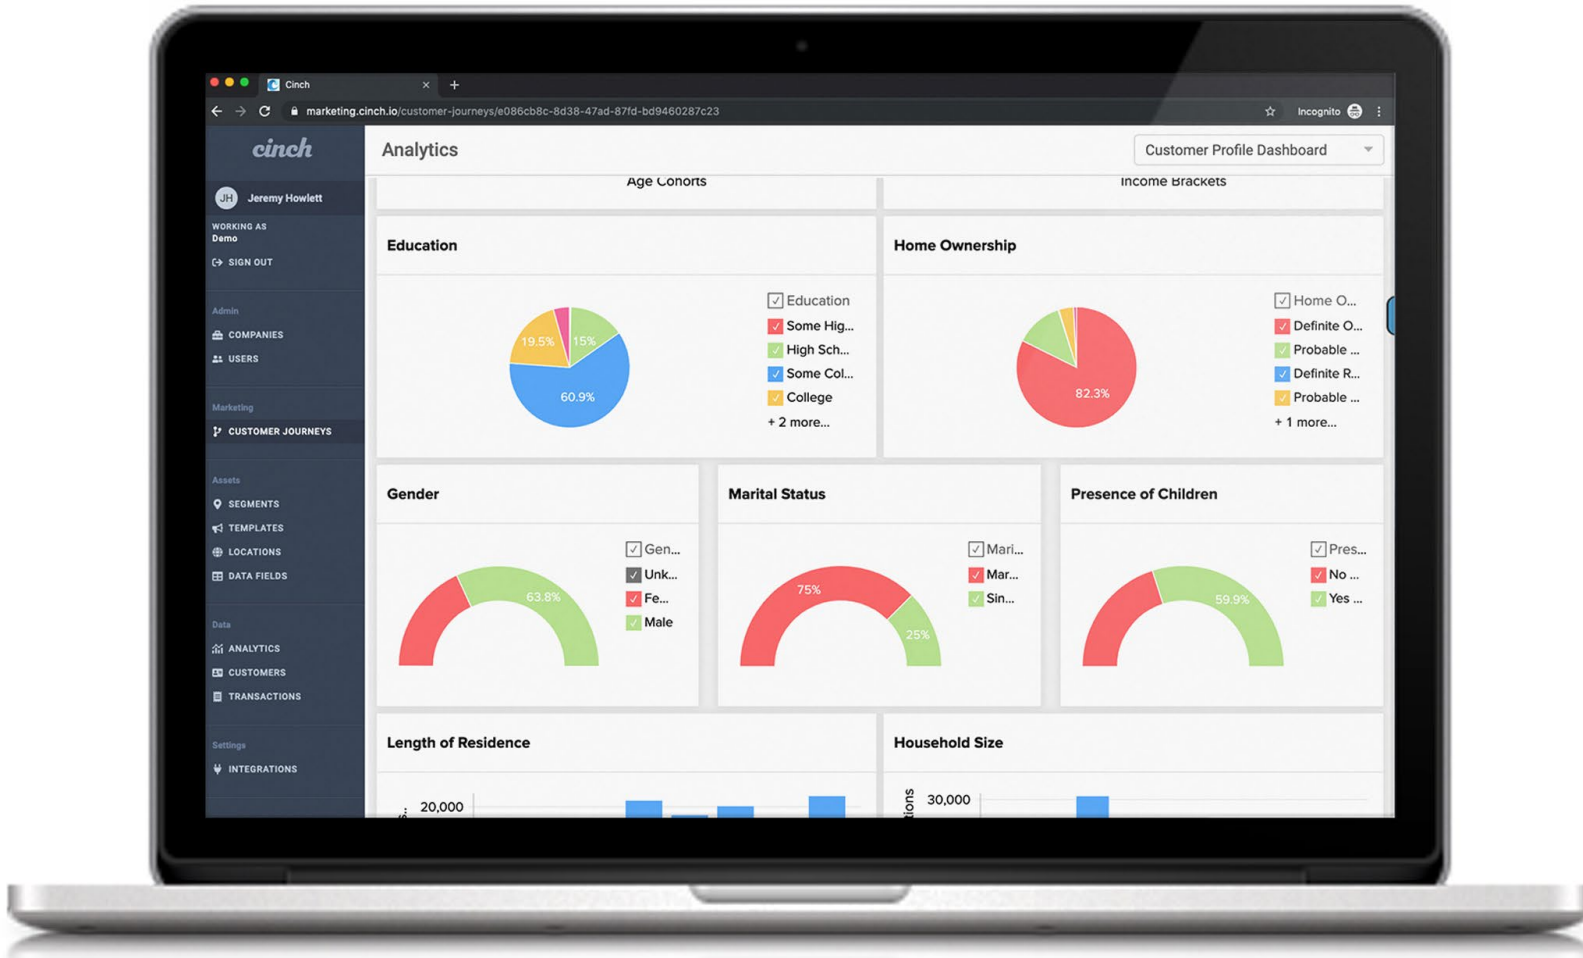 Cinch
marketing.cinch.io/customer-journeys/e086cb8c-8d38-47ad-87fd-bd9460287c23
Incognito
cinch
Analytics
Customer Profile Dashboard
JH
Jeremy Howlett
WORKING AS
Demo
SIGN OUT
Admin
COMPANIES
USERS
Marketing
CUSTOMER JOURNEYS
Assets
SEGMENTS
TEMPLATES
LOCATIONS
DATA FIELDS
Data
ANALYTICS
CUSTOMERS
TRANSACTIONS
Settings
INTEGRATIONS
Age Cohorts
Income Brackets
Education
19.5%
15%
60.9%
Education
Some Hig...
High Sch...
Some Col...
College
+ 2 more...
Home Ownership
82.3%
Home O...
Definite O...
Probable ...
Definite R...
Probable ...
+ 1 more...
Gender
63.8%
Gen...
Unk...
Fe...
Male
Marital Status
75%
25%
Mari...
Mar...
Sin...
Presence of Children
59.9%
Pres...
No ...
Yes ...
Length of Residence
20,000
Household Size
30,000